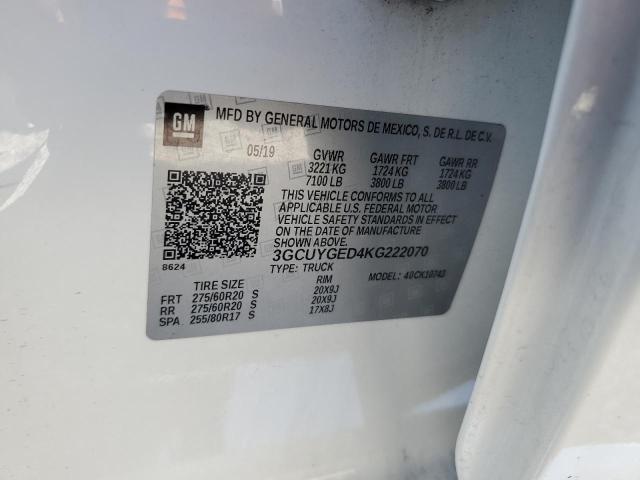 GM
MFD BY GENERAL MOTORS DE MEXICO, S. DE R.L. DE C.V.
05/19 GVWR GAWR FRT GAWR RR
3221 KG 1724 KG 1724 KG
7100 LB 3800 LB 3800 LB
THIS VEHICLE CONFORMS TO ALL
APPLICABLE U.S. FEDERAL MOTOR
VEHICLE SAFETY STANDARDS IN EFFECT
ON THE DATE OF MANUFACTURE
SHOWN ABOVE.
3GCUYGED4KG222070
8624
TYPE: TRUCK MODEL: 40CK10743
TIRE SIZE RIM
FRT 275/60R20 S 20X9J
RR 275/60R20 S 20X9J
SPA 255/80R17 S 17X8J